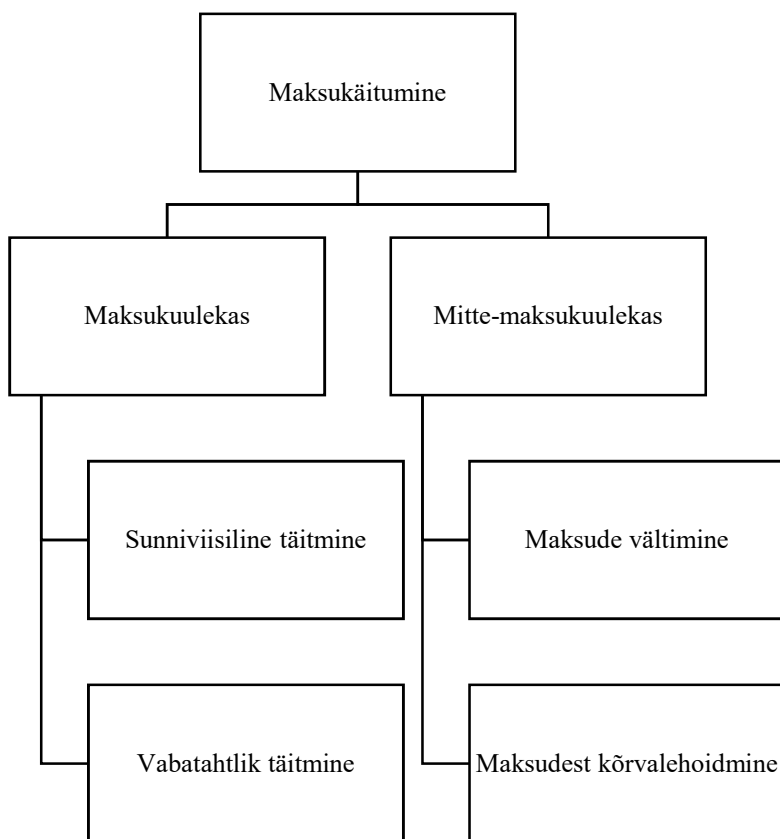 Maksukäitumine
Maksukuulekas
Mitte-maksukuulekas
Sunniviisiline täitmine
Maksude vältimine
Vabatahtlik täitmine
Maksudest kõrvalehoidmine